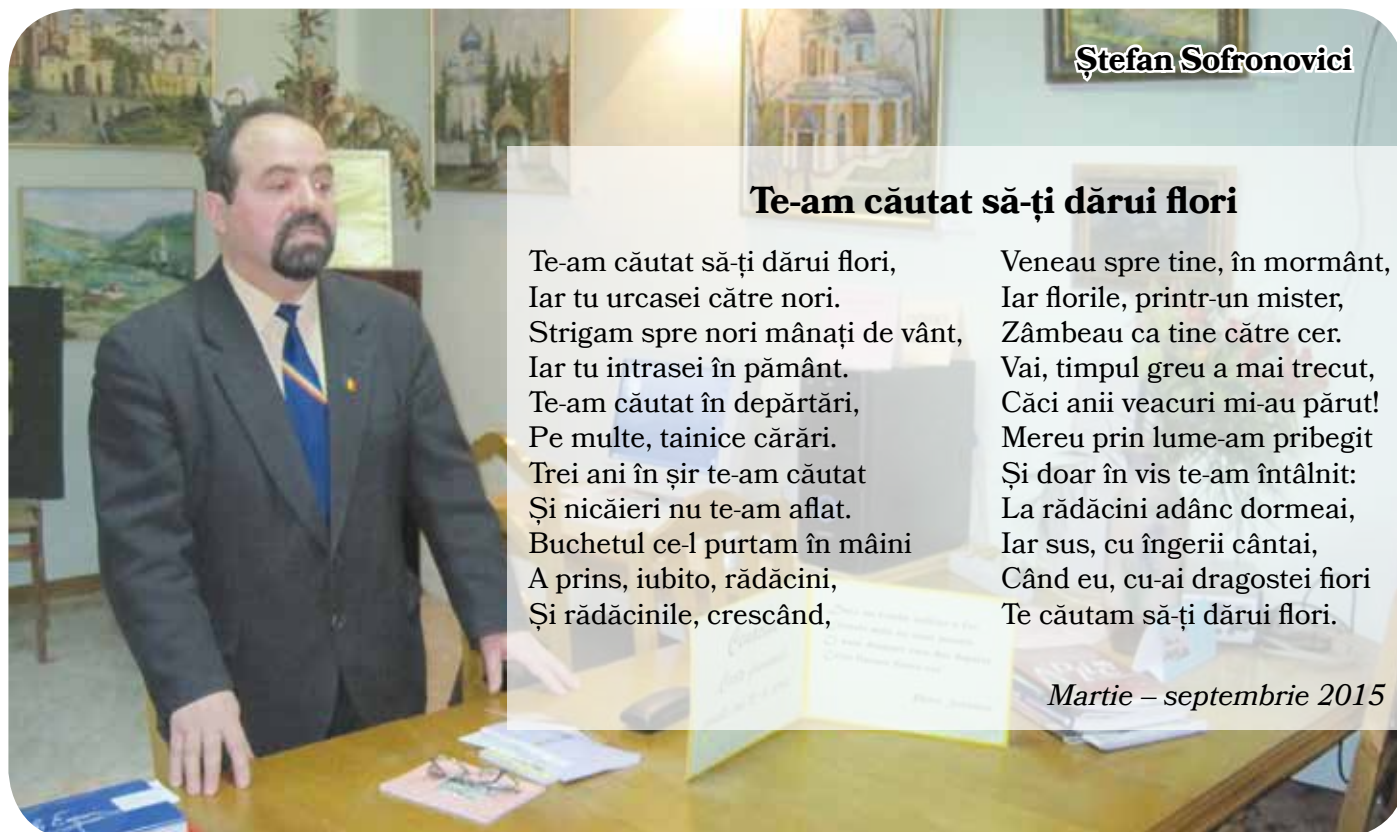 Ștefan Sofronovici
Te-am căutat să-ți dărui flori
Te-am căutat să-ți dărui flori,
Iar tu urcasei către nori.
Strigam spre nori mânați de vânt,
Iar tu intrasei în pământ.
Te-am căutat în depărtări,
Pe multe, tainice cărări.
Trei ani în șir te-am căutat
Și nicăieri nu te-am aflat.
Buchetul ce-l purtam în mâini
A prins, iubito, rădăcini,
Și rădăcinile, crescând,
Veneau spre tine, în mormânt,
Iar florile, printr-un mister,
Zâmbeau ca tine către cer.
Vai, timpul greu a mai trecut,
Căci anii veacuri mi-au părut!
Mereu prin lume-am pribegit
Și doar în vis te-am întâlnit:
La rădăcini adânc dormeai,
Iar sus, cu îngerii cântai,
Când eu, cu-ai dragostei fiori
Te căutam să-ți dărui flori.
Martie – septembrie 2015